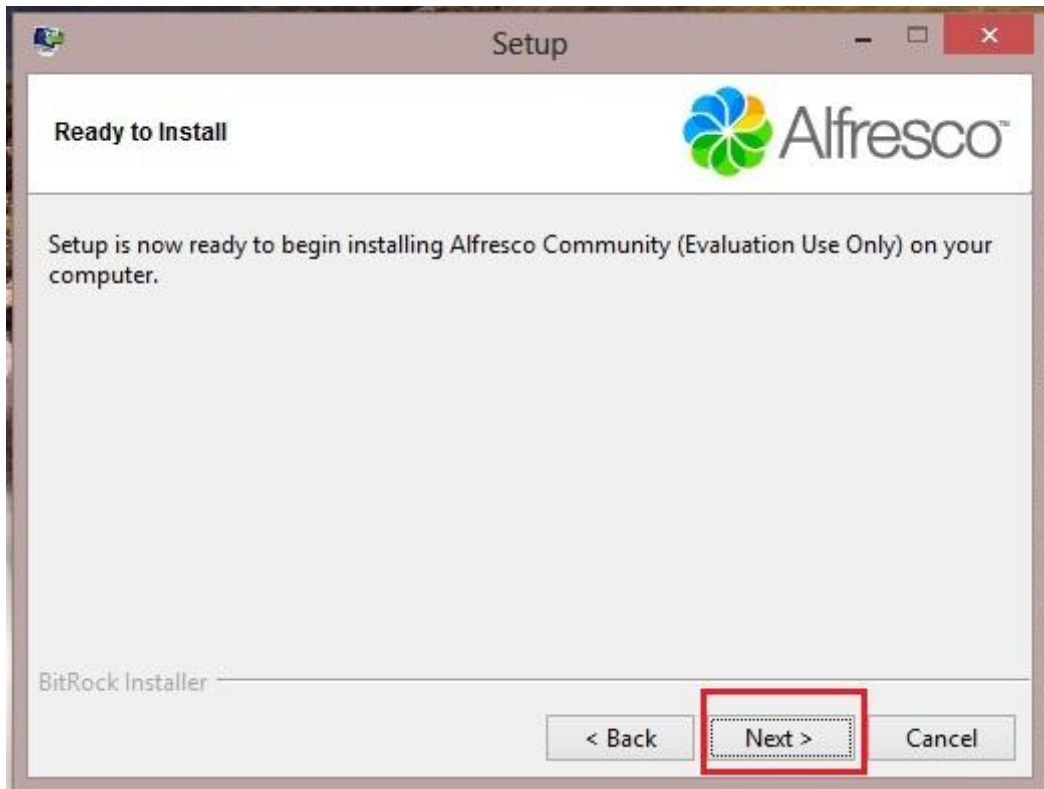 Setup
Ready to Install
Alfresco™
Setup is now ready to begin installing Alfresco Community (Evaluation Use Only) on your
computer.
BitRock Installer
< Back
Next >
Cancel